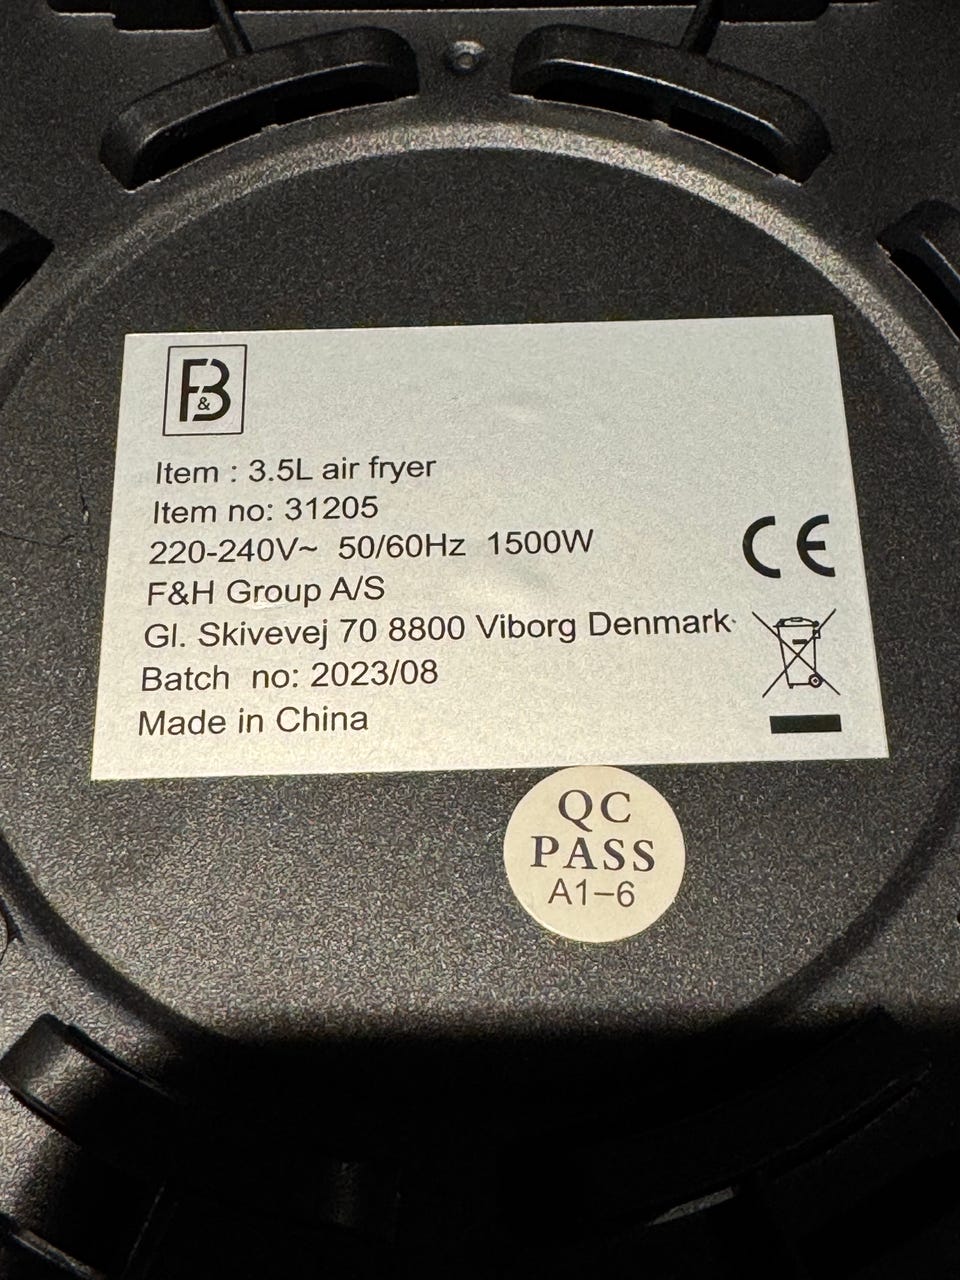 F&B
Item : 3.5L air fryer
Item no: 31205
220-240V~ 50/60Hz 1500W
F&H Group A/S
Gl. Skivevej 70 8800 Viborg Denmark
Batch no: 2023/08
Made in China
CE
QC
PASS
A1-6